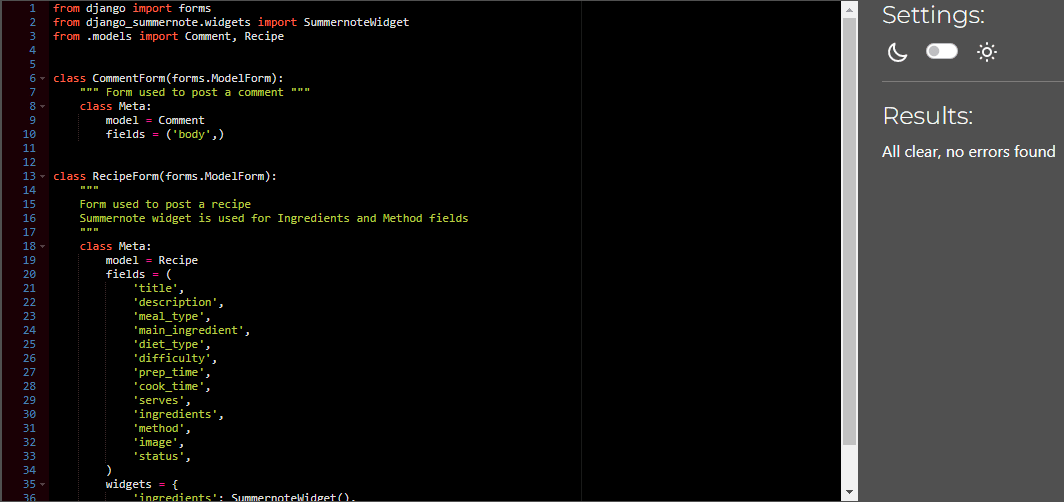 1 from django import forms
2 from django_summernote.widgets import SummernoteWidget
3 from .models import Comment, Recipe
4
5
6 class CommentForm(forms.ModelForm):
7     """ Form used to post a comment """
8     class Meta:
9         model = Comment
10         fields = ('body',)
11
12
13 class RecipeForm(forms.ModelForm):
14     """
15     Form used to post a recipe
16     Summernote widget is used for Ingredients and Method fields
17     """
18     class Meta:
19         model = Recipe
20         fields = (
21             'title',
22             'description',
23             'meal_type',
24             'main_ingredient',
25             'diet_type',
26             'difficulty',
27             'prep_time',
28             'cook_time',
29             'serves',
30             'ingredients',
31             'method',
32             'image',
33             'status',
34         )
35         widgets = {
36             'ingredients': SummernoteWidget(),
Settings:
Results:
All clear, no errors found